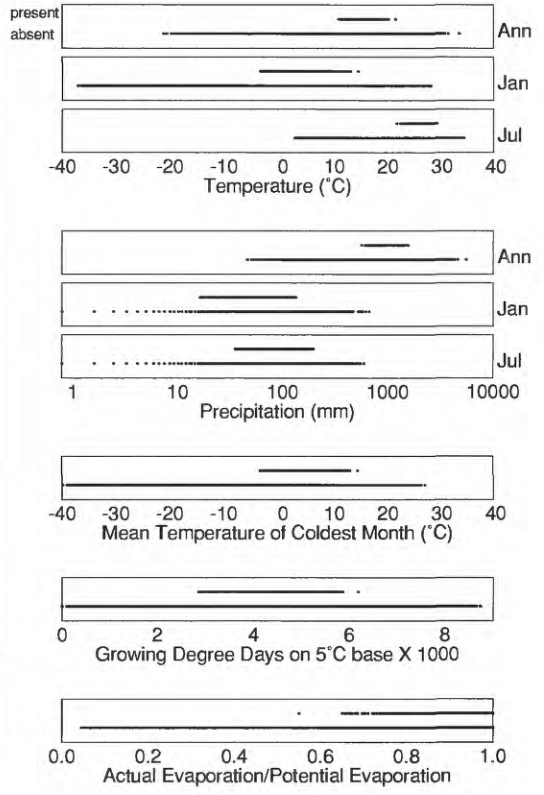 present
absent
Ann
Jan
Jul
-40 -30 -20 -10 0 10 20 30 40
Temperature (˚C)
Ann
Jan
Jul
1 10 100 1000 10000
Precipitation (mm)
-40 -30 -20 -10 0 10 20 30 40
Mean Temperature of Coldest Month (˚C)
0 2 4 6 8
Growing Degree Days on 5˚C base X 1000
0.0 0.2 0.4 0.6 0.8 1.0
Actual Evaporation/Potential Evaporation